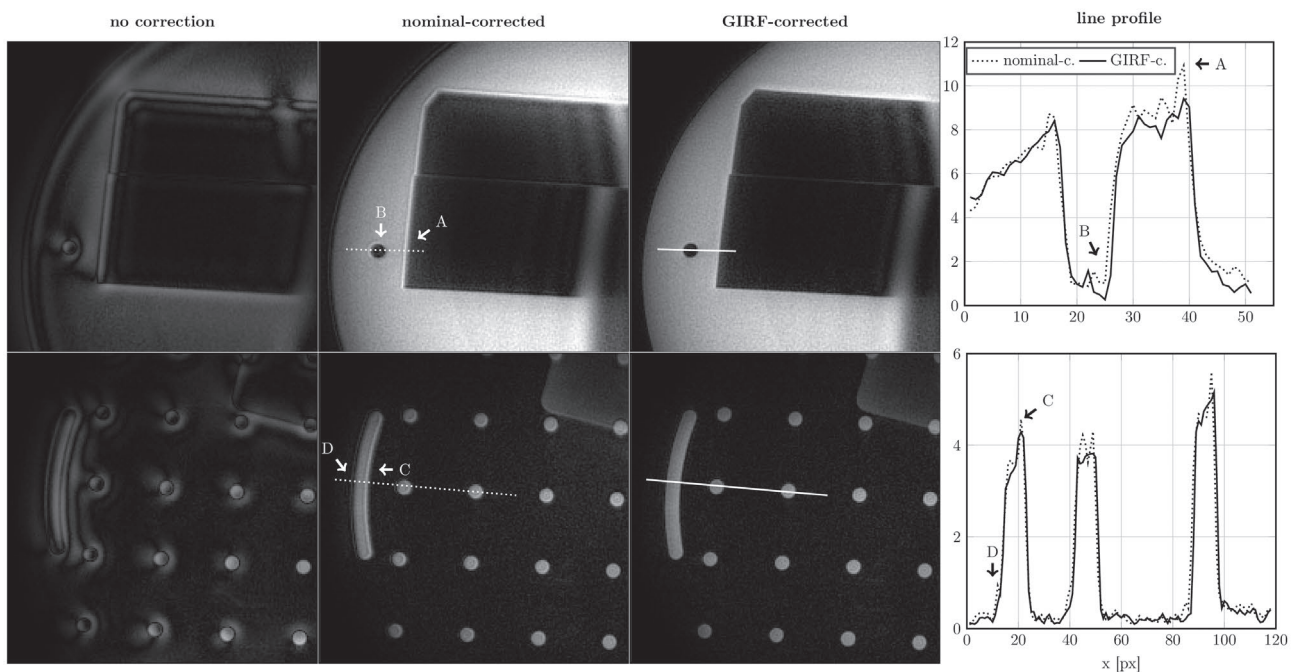 no correction
nominal-corrected
GIRF-corrected
line profile
12
10
8
6
4
2
0
nominal-c.
GIRF-c.
A
B
0
10
20
30
40
50
B
A
D
C
6
4
2
0
C
D
0
20
40
60
80
100
120
x [px]